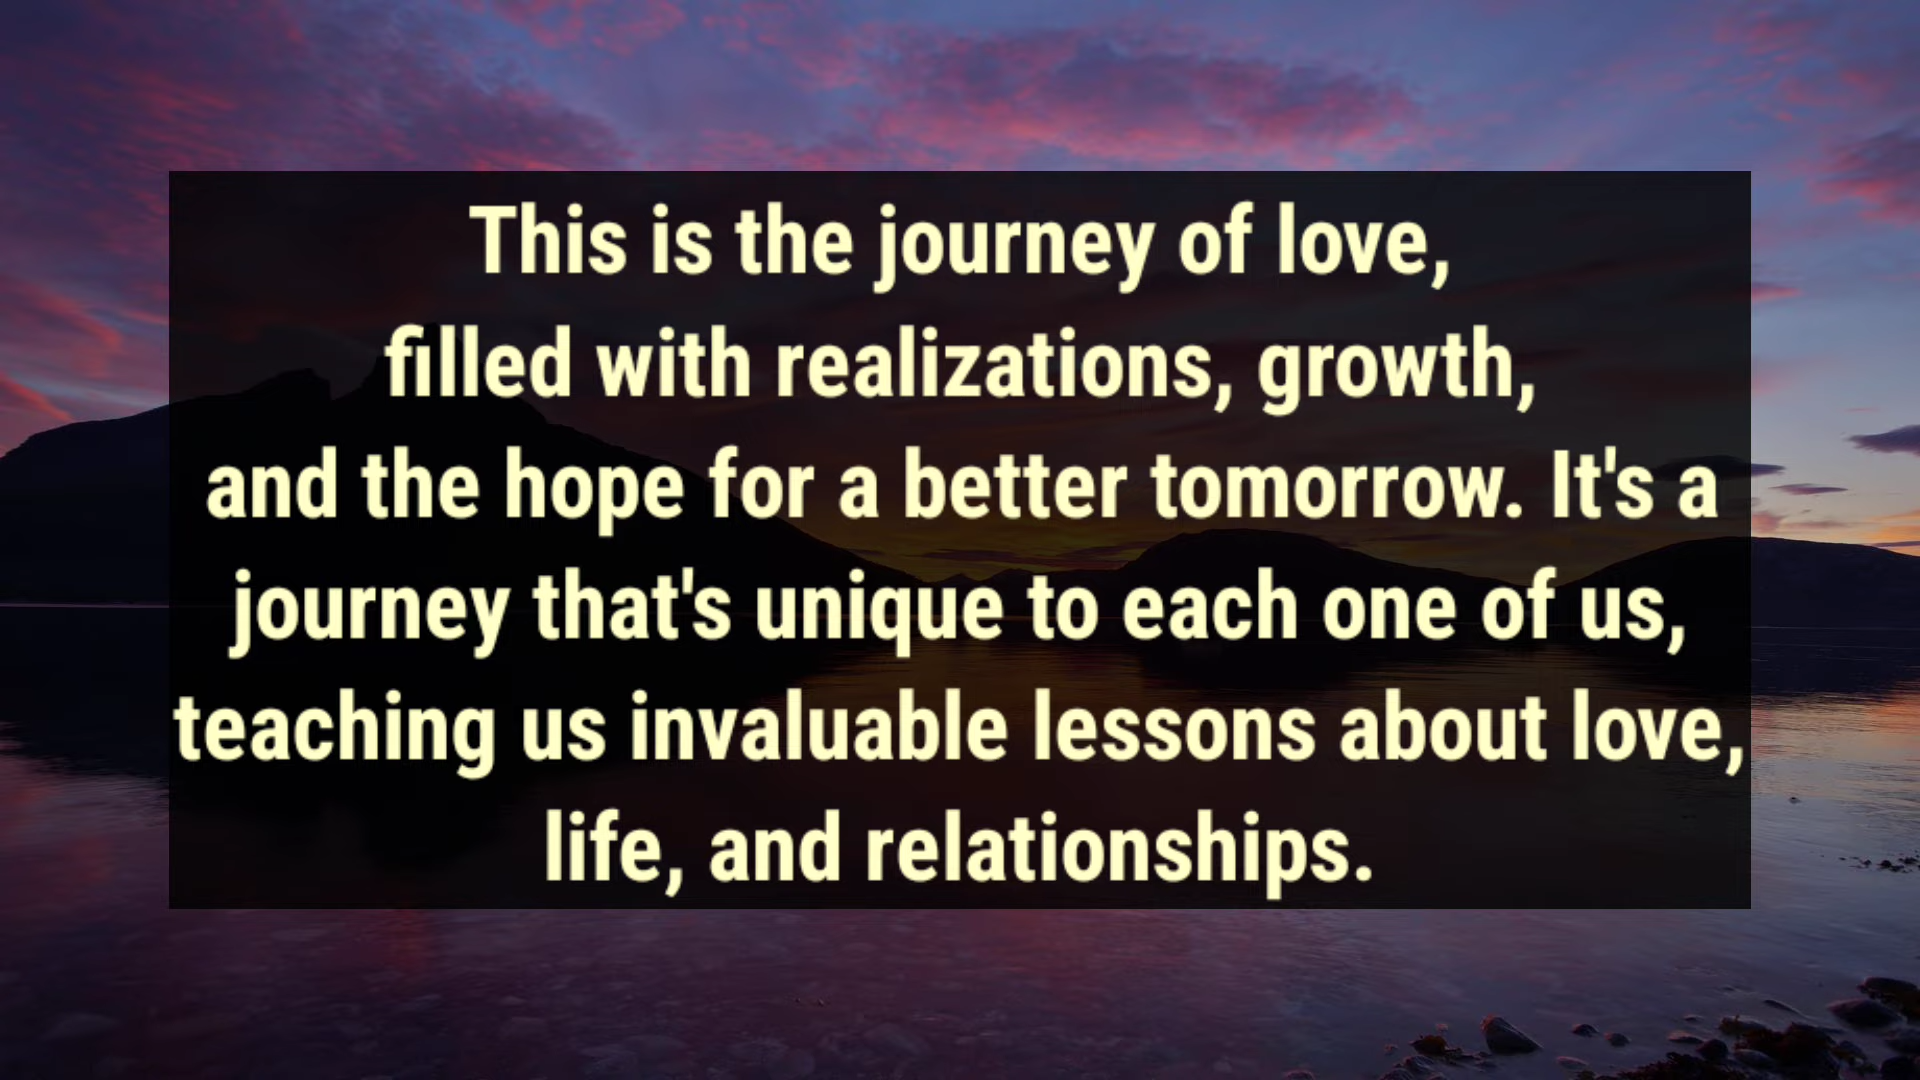 This is the journey of love,
filled with realizations, growth,
and the hope for a better tomorrow. It's a
journey that's unique to each one of us,
teaching us invaluable lessons about love,
life, and relationships.